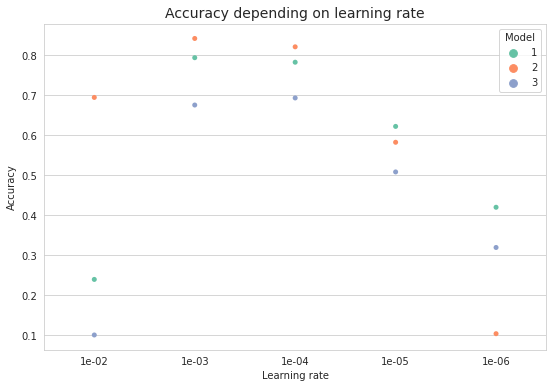 Accuracy depending on learning rate
Model
1
2
3
0.8
0.7
0.6
0.5
0.4
0.3
0.2
0.1
Accuracy
1e-02 1e-03 1e-04 1e-05 1e-06
Learning rate